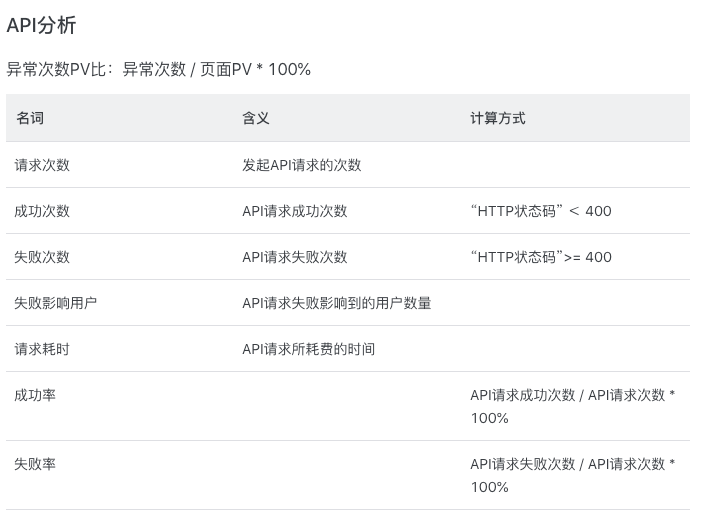 API分析
异常次数PV比：异常次数 / 页面PV * 100%
名词 含义 计算方式
请求次数 发起API请求的次数
成功次数 API请求成功次数 “HTTP状态码” < 400
失败次数 API请求失败次数 “HTTP状态码”>= 400
失败影响用户 API请求失败影响到的用户数量
请求耗时 API请求所耗费的时间
成功率 API请求成功次数 / API请求次数 *
100%
失败率 API请求失败次数 / API请求次数 *
100%